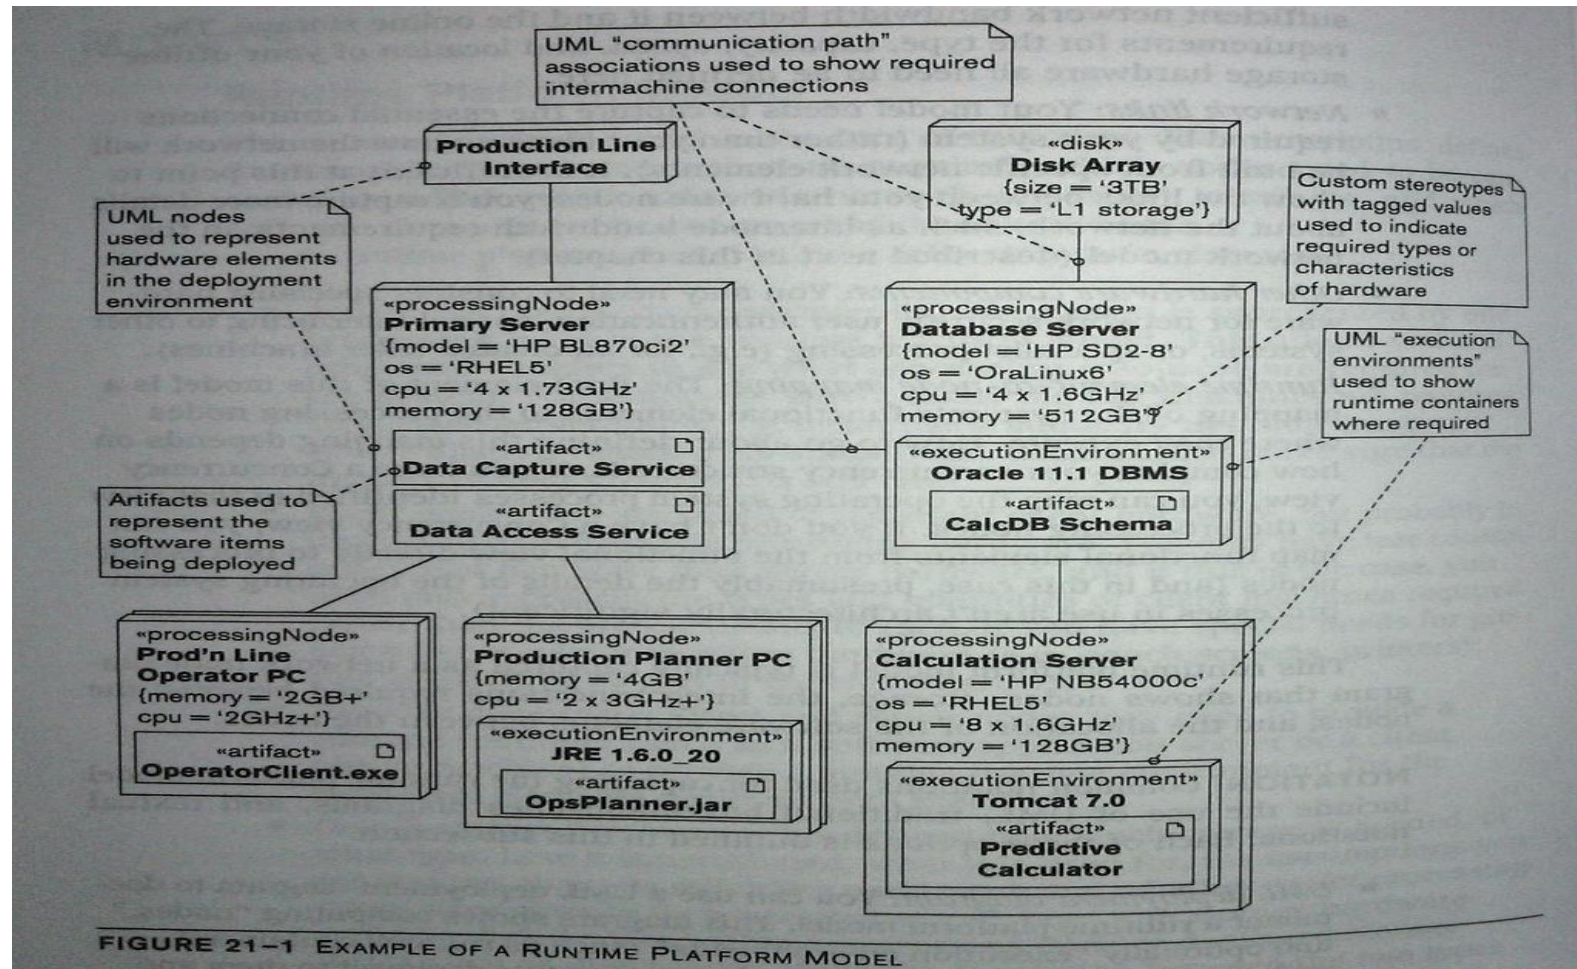 UML “communication path”
associations used to show required
intermachine connections
Production Line
Interface
«disk»
Disk Array
{size = ‘3TB’
type = ‘L1 storage’}
Custom stereotypes
with tagged values
used to indicate
required types or
characteristics
of hardware
UML nodes
used to represent
hardware elements
in the deployment
environment
«processingNode»
Primary Server
{model = ‘HP BL870ci2’
os = ‘RHEL5’
cpu = ‘4 x 1.73GHz’
memory = ‘128GB’}
«artifact»
Data Capture Service
«artifact»
Data Access Service
«processingNode»
Database Server
{model = ‘HP SD2-8’
os = ‘OraLinux6’
cpu = ‘4 x 1.6GHz’
memory = ‘512GB’}
«executionEnvironment»
Oracle 11.1 DBMS
«artifact»
CalcDB Schema
UML “execution
environments”
used to show
runtime containers
where required
Artifacts used to
represent the
software items
being deployed
«processingNode»
Prod’n Line
Operator PC
{memory = ‘2GB+’
cpu = ‘2GHz+’}
«artifact»
OperatorClient.exe
«processingNode»
Production Planner PC
{memory = ‘4GB’
cpu = ‘2 x 3GHz+’}
«executionEnvironment»
JRE 1.6.0_20
«artifact»
OpsPlanner.jar
«processingNode»
Calculation Server
{model = ‘HP NB54000c’
os = ‘RHEL5’
cpu = ‘8 x 1.6GHz’
memory = ‘128GB’}
«executionEnvironment»
Tomcat 7.0
«artifact»
Predictive
Calculator
FIGURE 21–1 EXAMPLE OF A RUNTIME PLATFORM MODEL